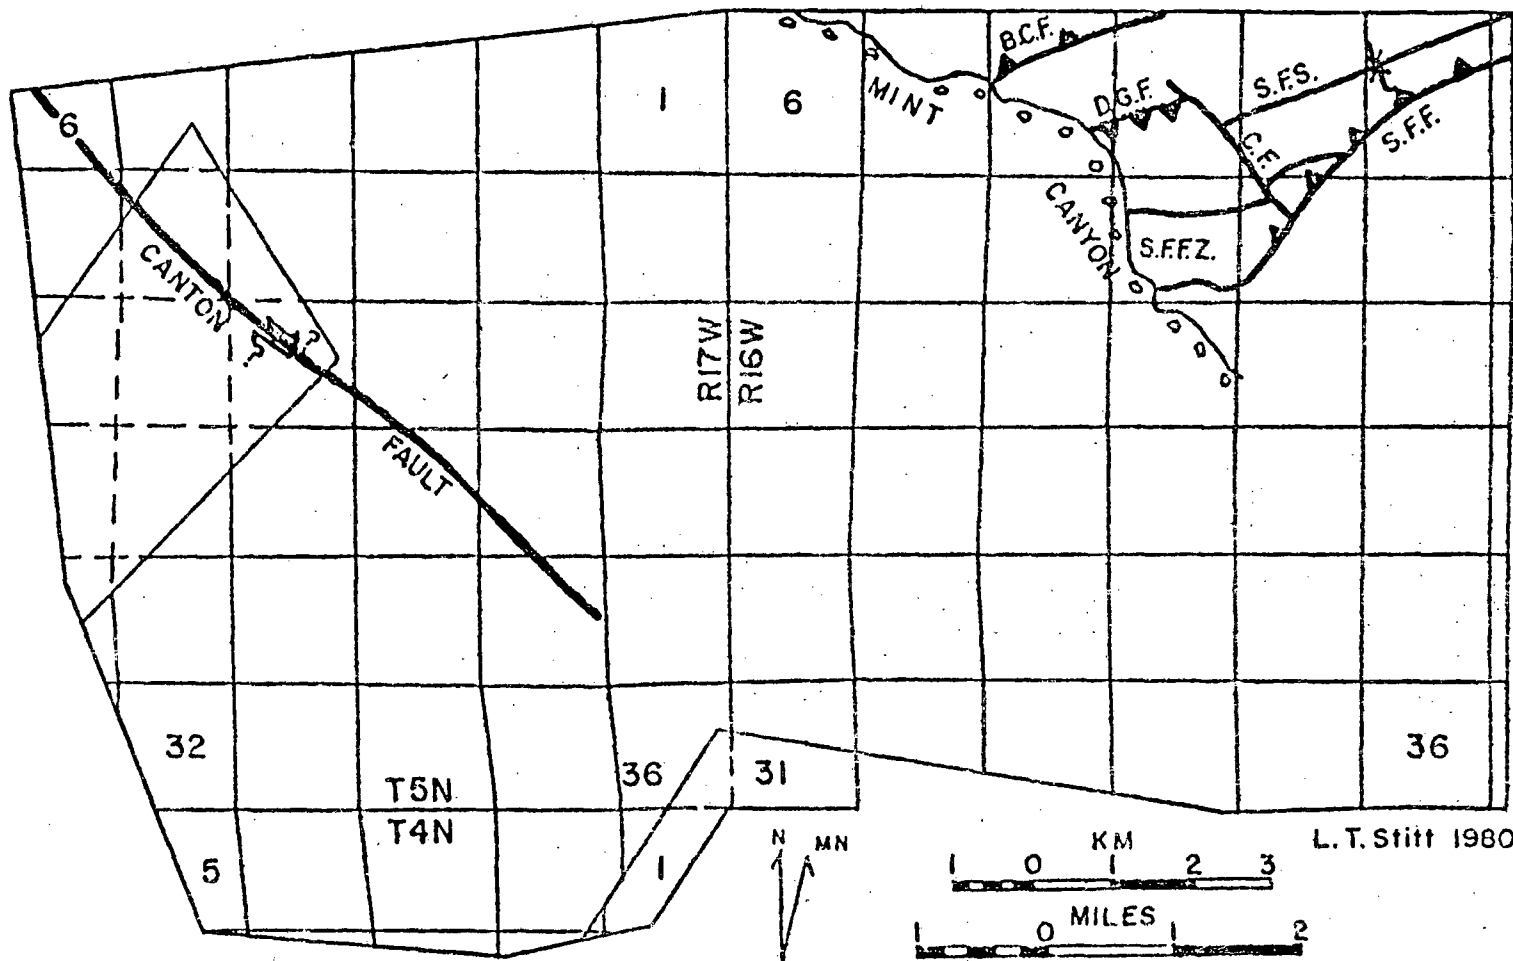 B.C.F.
6
1
6
MINT
D.G.F.
S.F.S.
S.F.F.
C.F.
CANYON
S.F.F.Z.
CANTON
?
?
R17W
R16W
FAULT
32
36
31
36
T5N
T4N
5
1
N
MN
KM
L. T. Stitt 1980
1 0 1 2 3
MILES
1 0 1 2